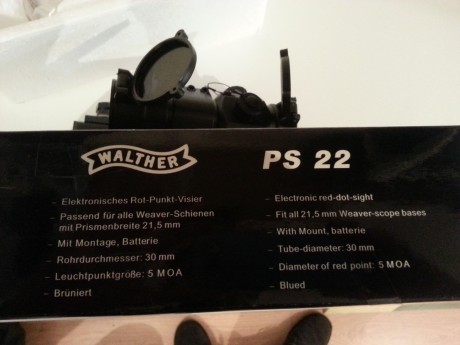 WALTHER
PS 22
- Elektronisches Rot-Punkt-Visier
- Passend für alle Weaver-Schienen
mit Prismenbreite 21,5 mm
- Mit Montage, Batterie
- Rohrdurchmesser: 30 mm
- Leuchtpunktgröße: 5 MOA
- Brüniert
- Electronic red-dot-sight
- Fit all 21,5 mm Weaver-scope bases
- With Mount, batterie
- Tube-diameter: 30 mm
- Diameter of red point: 5 MOA
- Blued